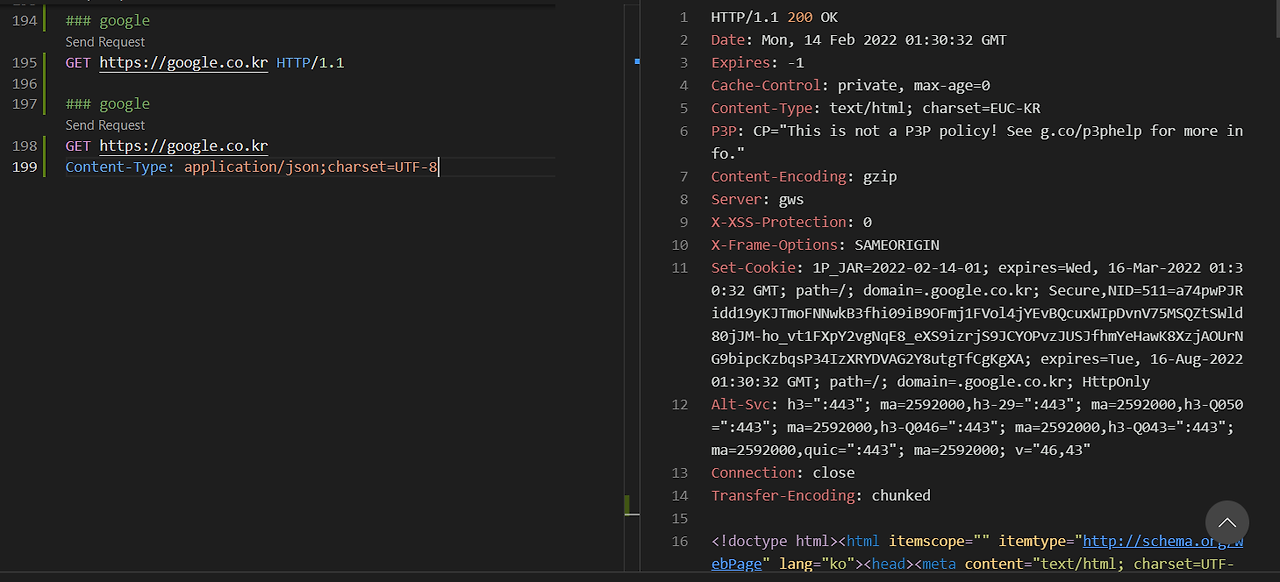 194 ### google
Send Request
195 GET https://google.co.kr HTTP/1.1
196
197 ### google
Send Request
198 GET https://google.co.kr
199 Content-Type: application/json;charset=UTF-8
1 HTTP/1.1 200 OK
2 Date: Mon, 14 Feb 2022 01:30:32 GMT
3 Expires: -1
4 Cache-Control: private, max-age=0
5 Content-Type: text/html; charset=EUC-KR
6 P3P: CP="This is not a P3P policy! See g.co/p3phelp for more in
fo."
7 Content-Encoding: gzip
8 Server: gws
9 X-XSS-Protection: 0
10 X-Frame-Options: SAMEORIGIN
11 Set-Cookie: 1P_JAR=2022-02-14-01; expires=Wed, 16-Mar-2022 01:3
0:32 GMT; path=/; domain=.google.co.kr; Secure,NID=511=a74pwPJR
idd19yKJTmoFNNwkB3fhi09iB9OFmj1FVol4jYEvBQcuxWIpDvnV75MSQZtSWld
80jJM-ho_vt1FXpY2vgNqE8_eXS9izrjS9JCYOPvzJUSJfhmYeHawK8XzjAOUrN
G9bipcKzbqsP34IzXRYDVAG2Y8utgTfCgKgXA; expires=Tue, 16-Aug-2022
01:30:32 GMT; path=/; domain=.google.co.kr; HttpOnly
12 Alt-Svc: h3=":443"; ma=2592000,h3-29=":443"; ma=2592000,h3-Q050
=":443"; ma=2592000,h3-Q046=":443"; ma=2592000,h3-Q043=":443";
ma=2592000,quic=":443"; ma=2592000; v="46,43"
13 Connection: close
14 Transfer-Encoding: chunked
15
16 <!doctype html><html itemscope="" itemtype="http://schema.org/W
ebPage" lang="ko"><head><meta content="text/html; charset=UTF-